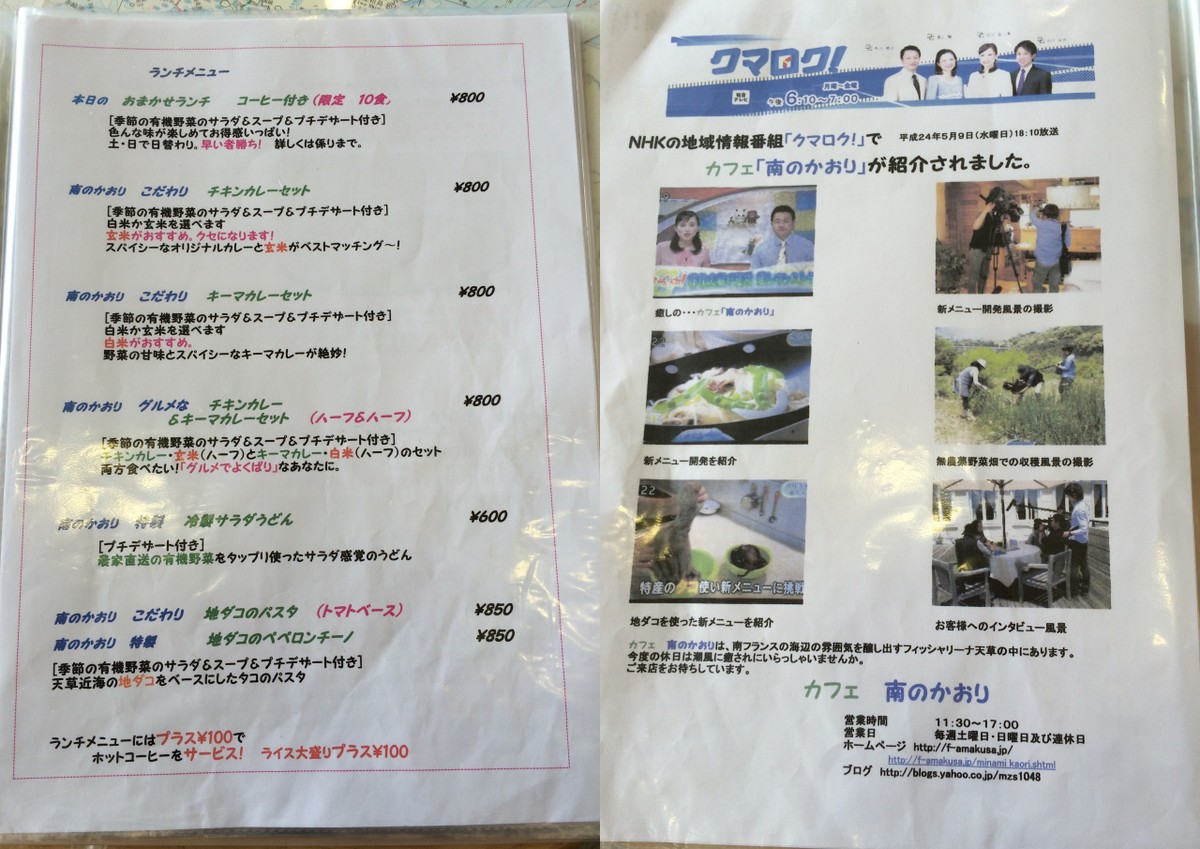 ランチメニュー
本日の おまかせランチ コーヒー付き(限定 10食) ¥800
[季節の有機野菜のサラダ&スープ&プチデザート付き]
色んな味が楽しめてお得感いっぱい!
土・日で日替わり。早い者勝ち! 詳しくは係りまで。
南のかおり こだわり チキンカレーセット ¥800
[季節の有機野菜のサラダ&スープ&プチデザート付き]
白米か玄米を選べます
玄米がおすすめ。クセになります!
スパイシーなオリジナルカレーと玄米がベストマッチング~!
南のかおり こだわり キーマカレーセット ¥800
[季節の有機野菜のサラダ&スープ&プチデザート付き]
白米か玄米を選べます
白米がおすすめ。
野菜の甘味とスパイシーなキーマカレーが絶妙!
南のかおり グルメな チキンカレー ¥800
&キーマカレーセット (ハーフ&ハーフ)
[季節の有機野菜のサラダ&スープ&プチデザート付き]
チキンカレー・玄米(ハーフ)とキーマカレー・白米(ハーフ)のセット
両方食べたい!「グルメでよくばり」なあなたに。
南のかおり 特製 冷製サラダうどん ¥600
[プチデザート付き]
農家直送の有機野菜をタップリ使ったサラダ感覚のうどん
南のかおり こだわり 地ダコのパスタ (トマトベース) ¥850
南のかおり 特製 地ダコのペペロンチーノ ¥850
[季節の有機野菜のサラダ&スープ&プチデザート付き]
天草近海の地ダコをベースにしたタコのパスタ
ランチメニューにはプラス¥100で
ホットコーヒーをサービス! ライス大盛りプラス¥100
クマロク!
総合テレビ
月曜~金曜
午後6:10~7:00
NHKの地域情報番組「クマロク!」で 平成24年5月9日(水曜日)18:10放送
カフェ「南のかおり」が紹介されました。
癒しの・・・カフェ「南のかおり」
新メニュー開発風景の撮影
新メニュー開発を紹介
無農薬野菜畑での収穫風景の撮影
22
特産のタコ使い新メニューに挑戦
地ダコを使った新メニューを紹介
お客様へのインタビュー風景
カフェ 南のかおりは、南フランスの海辺の雰囲気を醸し出すフィッシャリーナ天草の中にあります。
今度の休日は潮風に癒されにいらっしゃいませんか。
ご来店をお待ちしています。
カフェ 南のかおり
営業時間 11:30~17:00
営業日 毎週土曜日・日曜日及び連休日
ホームページ http://f-amakusa.jp/
http://f-amakusa.jp/minami kaori.shtml
ブログ http://blogs.yahoo.co.jp/mzs1048